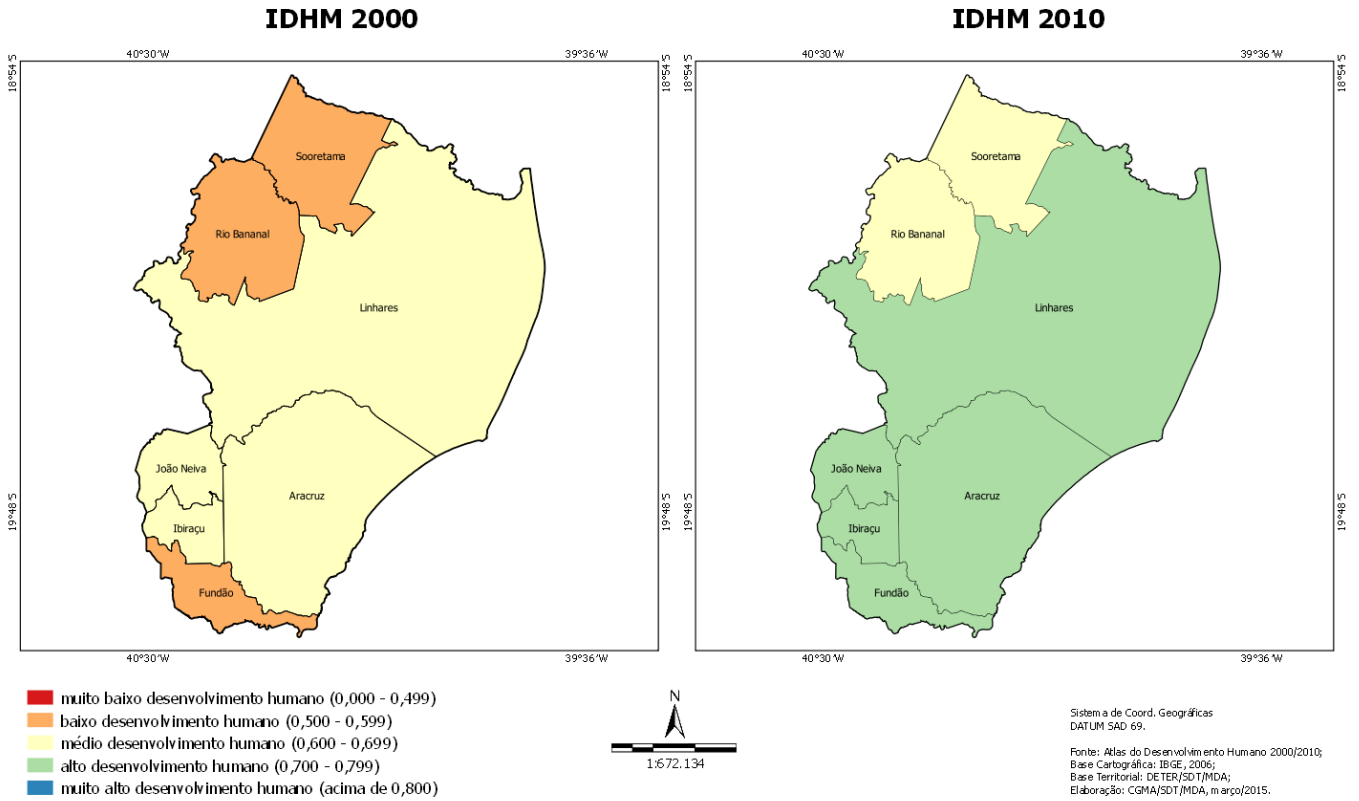 IDHM 2000
40°30'W
39°36'W
18°54'S
18°54'S
Sooretama
Rio Bananal
Linhares
João Neiva
Aracruz
Ibiraçu
Fundão
19°48'S
19°48'S
40°30'W
39°36'W
IDHM 2010
40°30'W
39°36'W
18°54'S
Sooretama
Rio Bananal
Linhares
João Neiva
Aracruz
Ibiraçu
Fundão
19°48'S
40°30'W
39°36'W
muito baixo desenvolvimento humano (0,000 - 0,499)
baixo desenvolvimento humano (0,500 - 0,599)
médio desenvolvimento humano (0,600 - 0,699)
alto desenvolvimento humano (0,700 - 0,799)
muito alto desenvolvimento humano (acima de 0,800)
N
1:672.134
Sistema de Coord. Geográficas
DATUM SAD 69.
Fonte: Atlas do Desenvolvimento Humano 2000/2010;
Base Cartográfica: IBGE, 2006;
Base Territorial: DETER/SDT/MDA;
Elaboração: CGMA/SDT/MDA, março/2015.